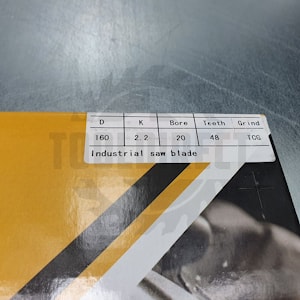 D K Bore Teeth Grind
160 2.2 20 48 TCG
Industrial saw blade